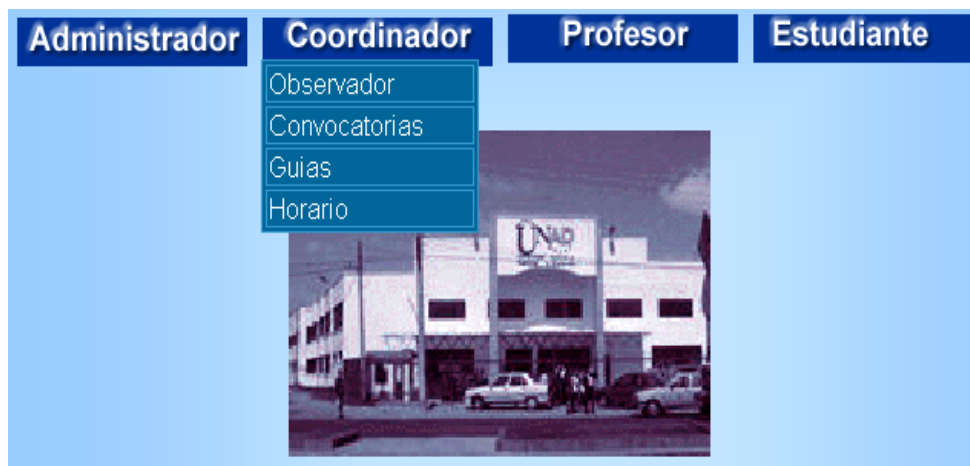 Administrador Coordinador Profesor Estudiante
Observador
Convocatorias
Guias
Horario
UNAD